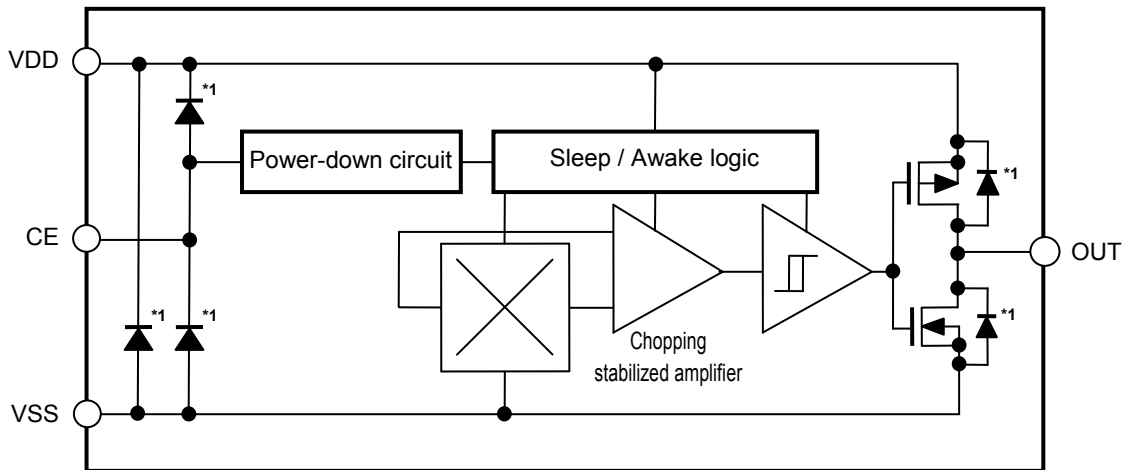 VDD
*1
Power-down circuit
Sleep / Awake logic
*1
CE
OUT
*1
*1
*1
Chopping
stabilized amplifier
VSS